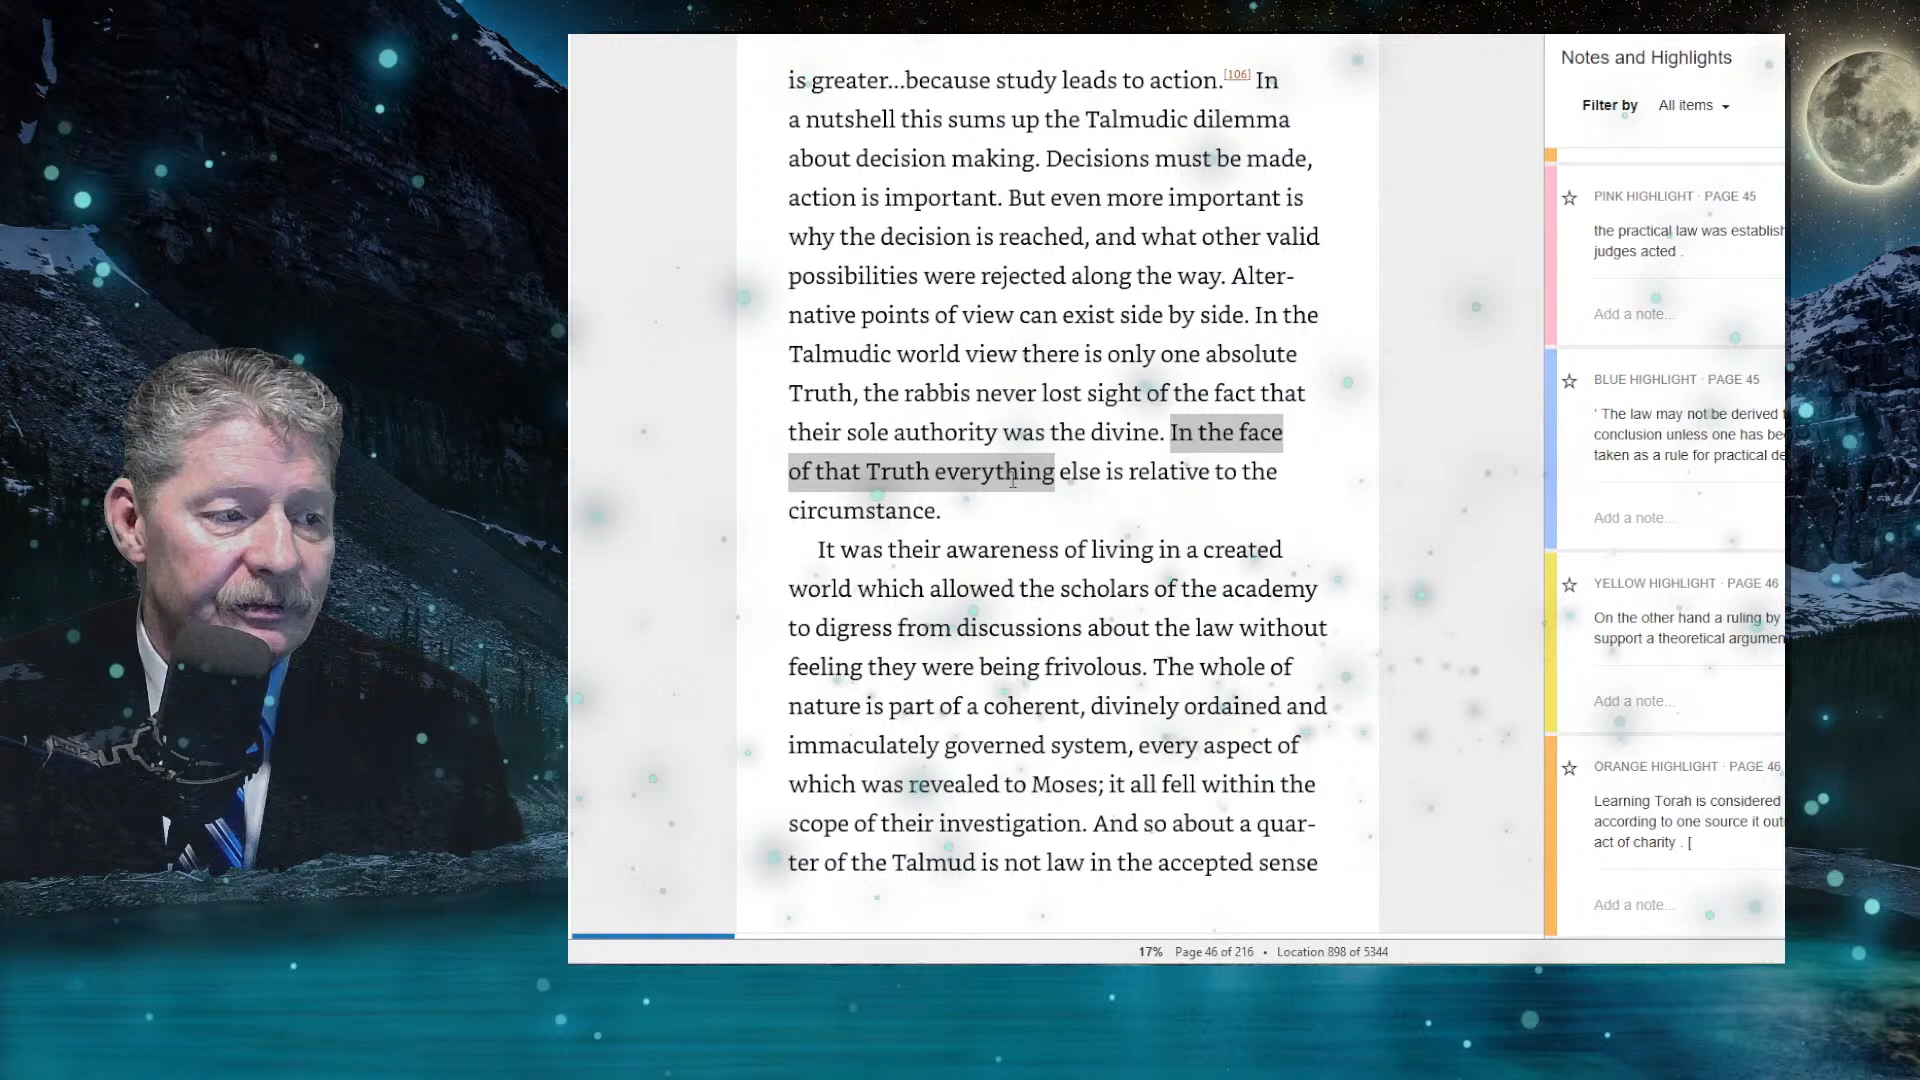 is greater...because study leads to action.[106] In
a nutshell this sums up the Talmudic dilemma
about decision making. Decisions must be made,
action is important. But even more important is
why the decision is reached, and what other valid
possibilities were rejected along the way. Alter-
native points of view can exist side by side. In the
Talmudic world view there is only one absolute
Truth, the rabbis never lost sight of the fact that
their sole authority was the divine. In the face
of that Truth everything else is relative to the
circumstance.
It was their awareness of living in a created
world which allowed the scholars of the academy
to digress from discussions about the law without
feeling they were being frivolous. The whole of
nature is part of a coherent, divinely ordained and
immaculately governed system, every aspect of
which was revealed to Moses; it all fell within the
scope of their investigation. And so about a quar-
ter of the Talmud is not law in the accepted sense
17% Page 46 of 216 • Location 898 of 5344
Notes and Highlights
Filter by All items
PINK HIGHLIGHT · PAGE 45
the practical law was establish
judges acted .
Add a note...
BLUE HIGHLIGHT · PAGE 45
' The law may not be derived
conclusion unless one has be
taken as a rule for practical de
Add a note...
YELLOW HIGHLIGHT · PAGE 46
On the other hand a ruling by
support a theoretical argumen
Add a note...
ORANGE HIGHLIGHT · PAGE 46
Learning Torah is considered
according to one source it out
act of charity . [
Add a note...